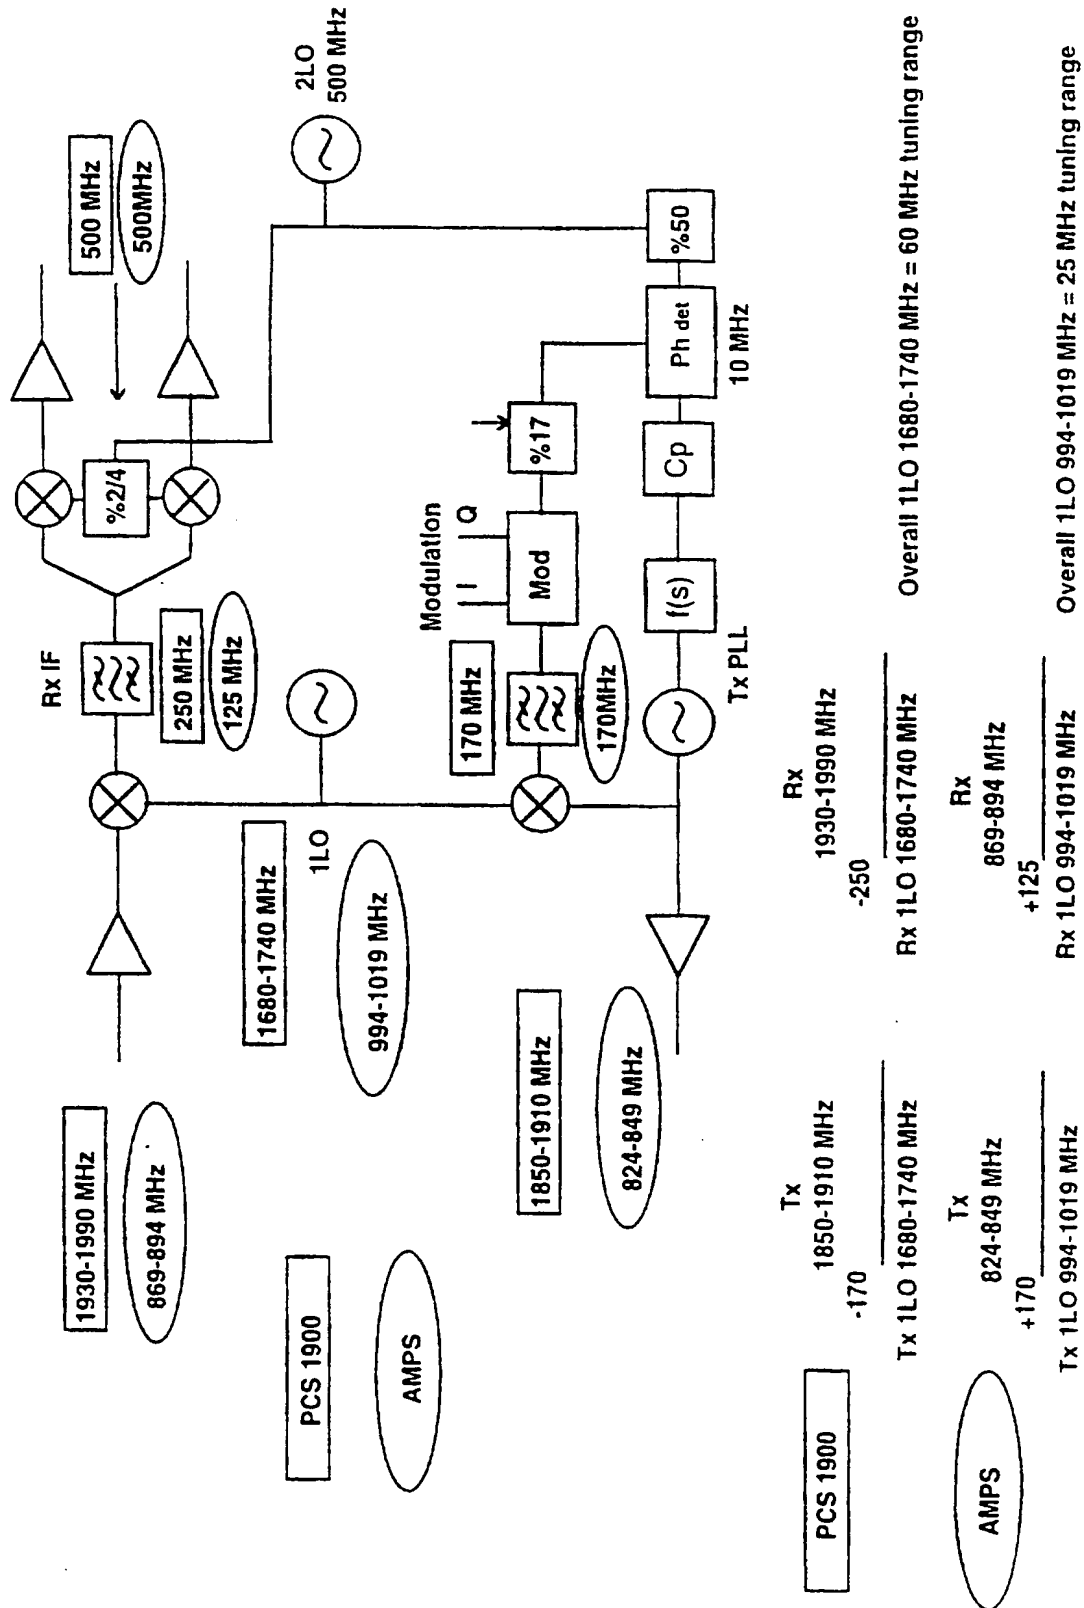 1930-1990 MHz
869-894 MHz
Rx IF
250 MHz
125 MHz
%2/4
500 MHz
500MHz
2LO
500 MHz
PCS 1900
AMPS
1680-1740 MHz
1LO
994-1019 MHz
Modulation
I
Q
170 MHz
Mod
%17
170MHz
1850-1910 MHz
824-849 MHz
f(s)
Cp
Ph det
%50
Tx PLL
10 MHz
PCS 1900
Tx
1850-1910 MHz
-170
Tx 1LO 1680-1740 MHz
Rx
1930-1990 MHz
-250
Rx 1LO 1680-1740 MHz
Overall 1LO 1680-1740 MHz = 60 MHz tuning range
AMPS
Tx
824-849 MHz
+170
Tx 1LO 994-1019 MHz
Rx
869-894 MHz
+125
Rx 1LO 994-1019 MHz
Overall 1LO 994-1019 MHz = 25 MHz tuning range